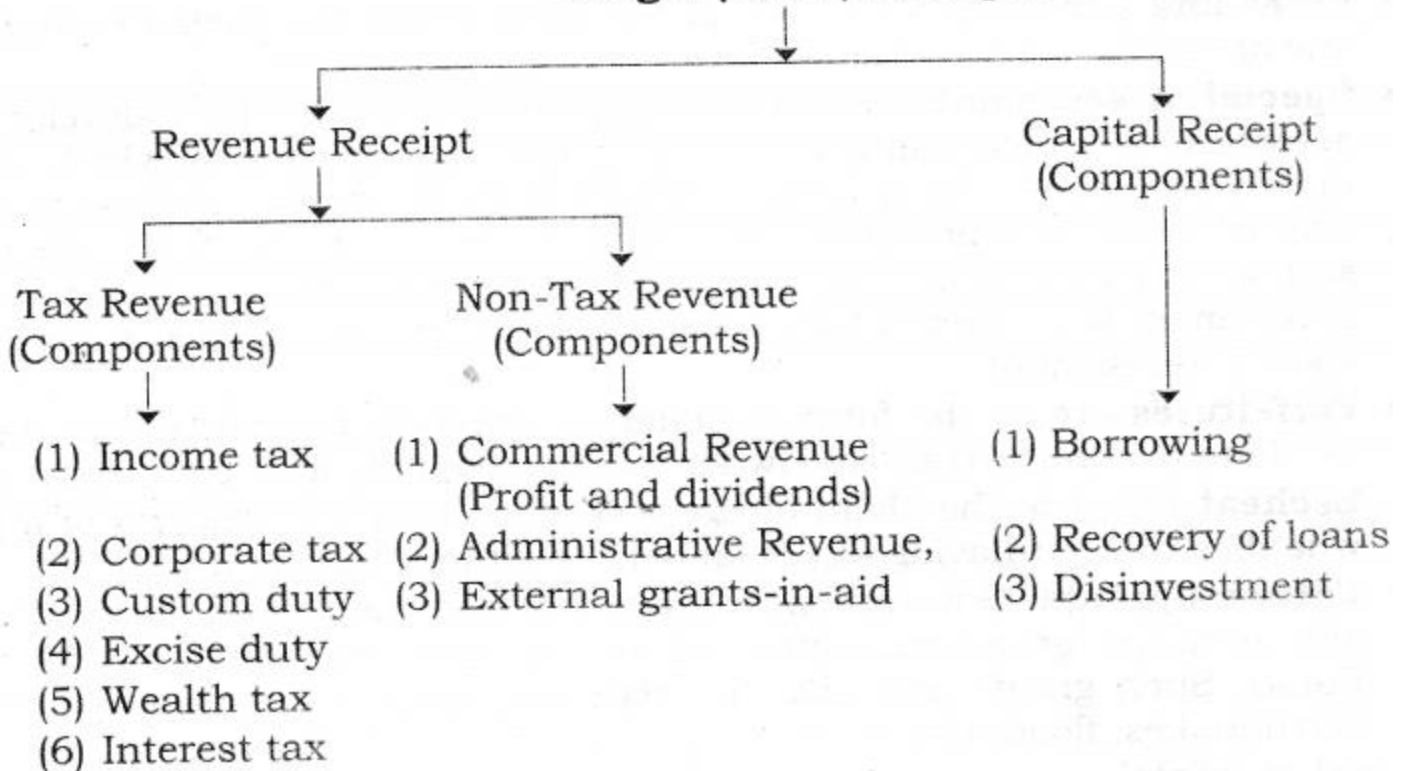 Revenue Receipt
Capital Receipt
(Components)
Tax Revenue
(Components)
Non-Tax Revenue
(Components)
(1) Income tax
(2) Corporate tax
(3) Custom duty
(4) Excise duty
(5) Wealth tax
(6) Interest tax
(1) Commercial Revenue
(Profit and dividends)
(2) Administrative Revenue,
(3) External grants-in-aid
(1) Borrowing
(2) Recovery of loans
(3) Disinvestment